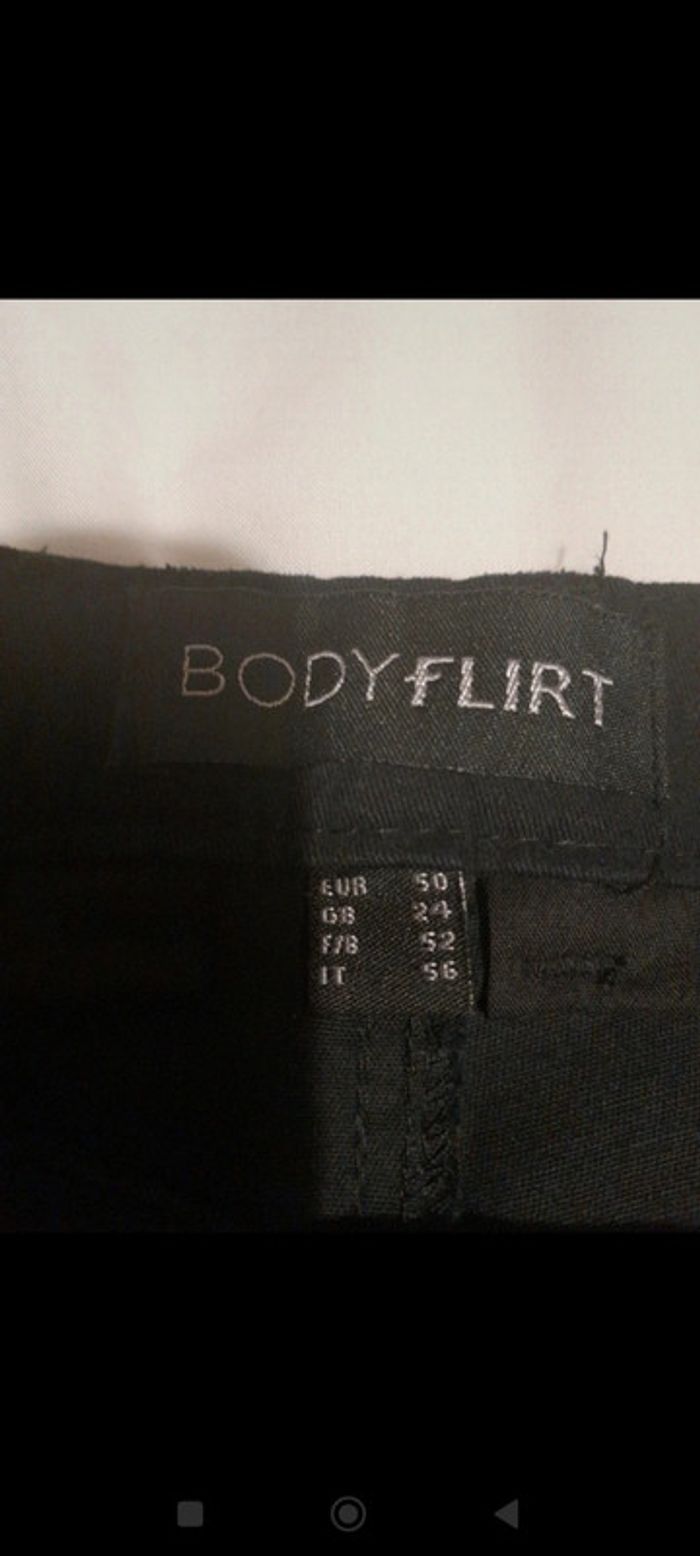 BODYFLIRT
EUR 50
GB 24
F/B 52
IT 56